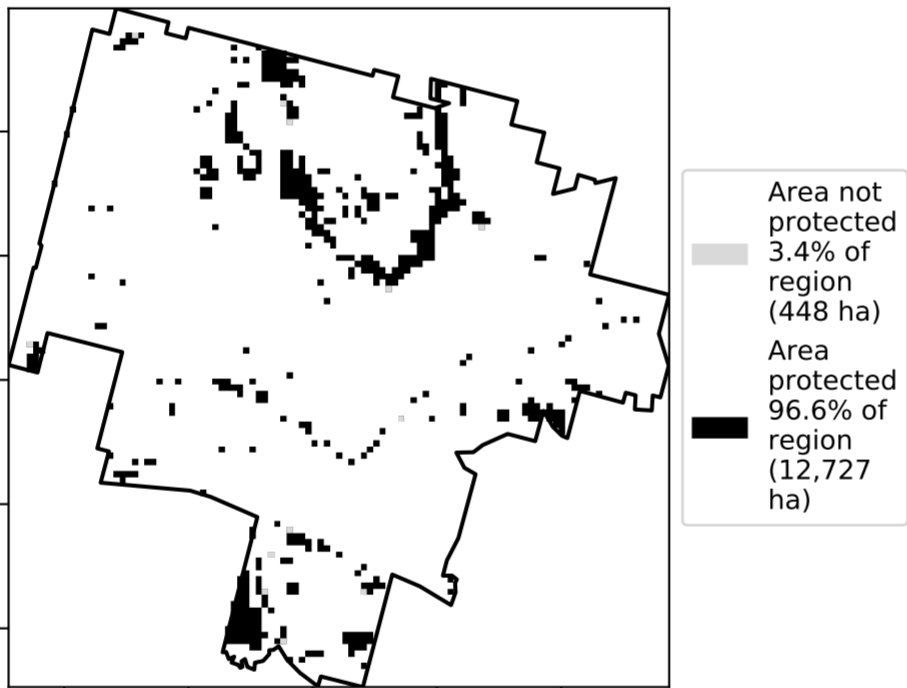 Area not
protected
3.4% of
region
(448 ha)
Area
protected
96.6% of
region
(12,727
ha)